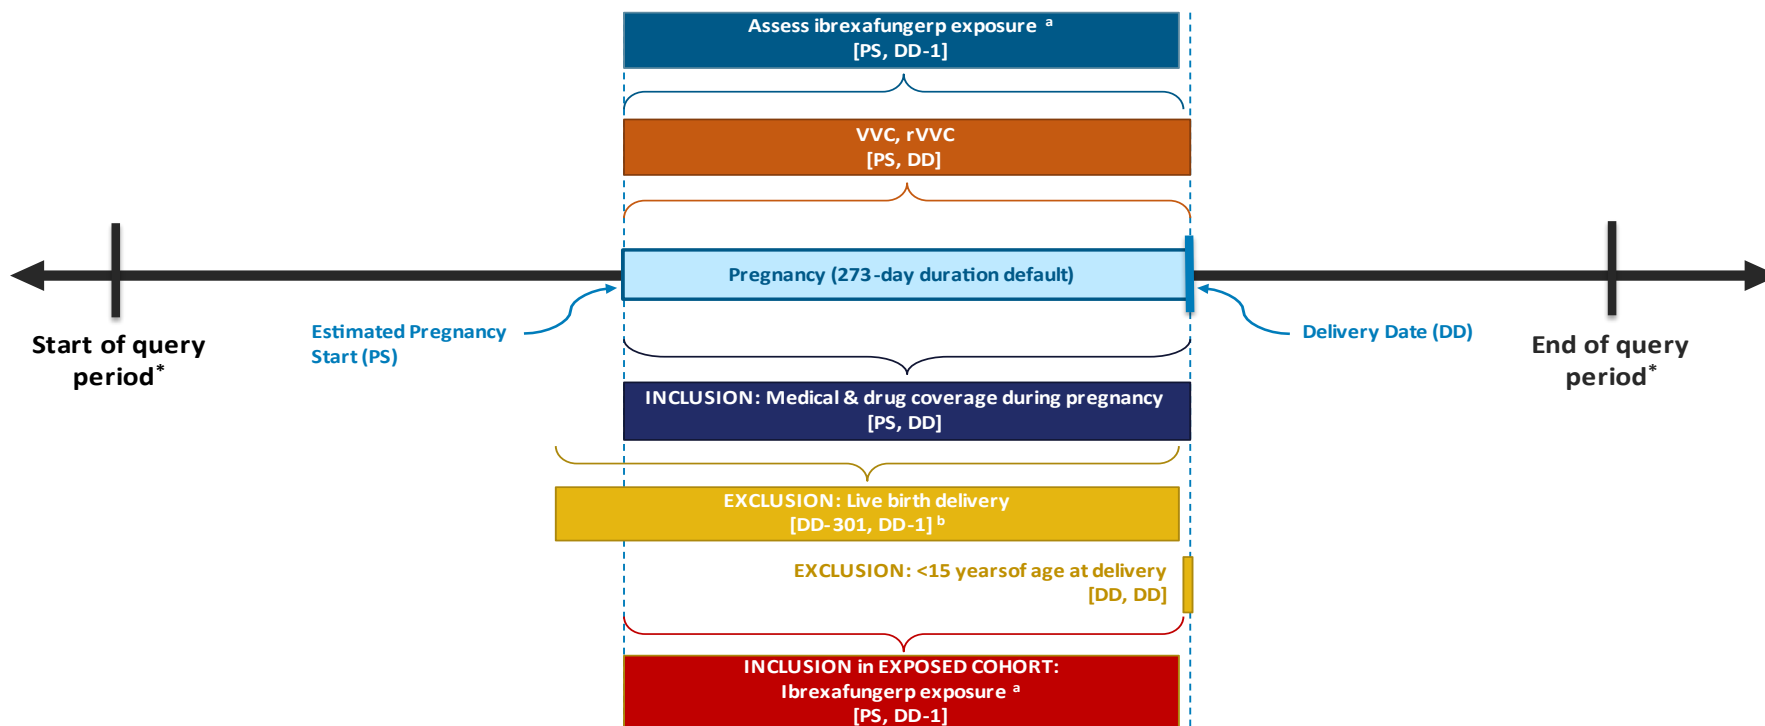 Assess ibrexafungerp exposure a
[PS, DD-1]
VVC, rVVC
[PS, DD]
Pregnancy (273-day duration default)
Estimated Pregnancy
Start (PS)
Delivery Date (DD)
Start of query
period*
End of query
period*
INCLUSION: Medical & drug coverage during pregnancy
[PS, DD]
EXCLUSION: Live birth delivery
[DD-301, DD-1] b
EXCLUSION: <15 yearsof age at delivery
[DD, DD]
INCLUSION in EXPOSED COHORT:
Ibrexafungerp exposure a
[PS, DD-1]